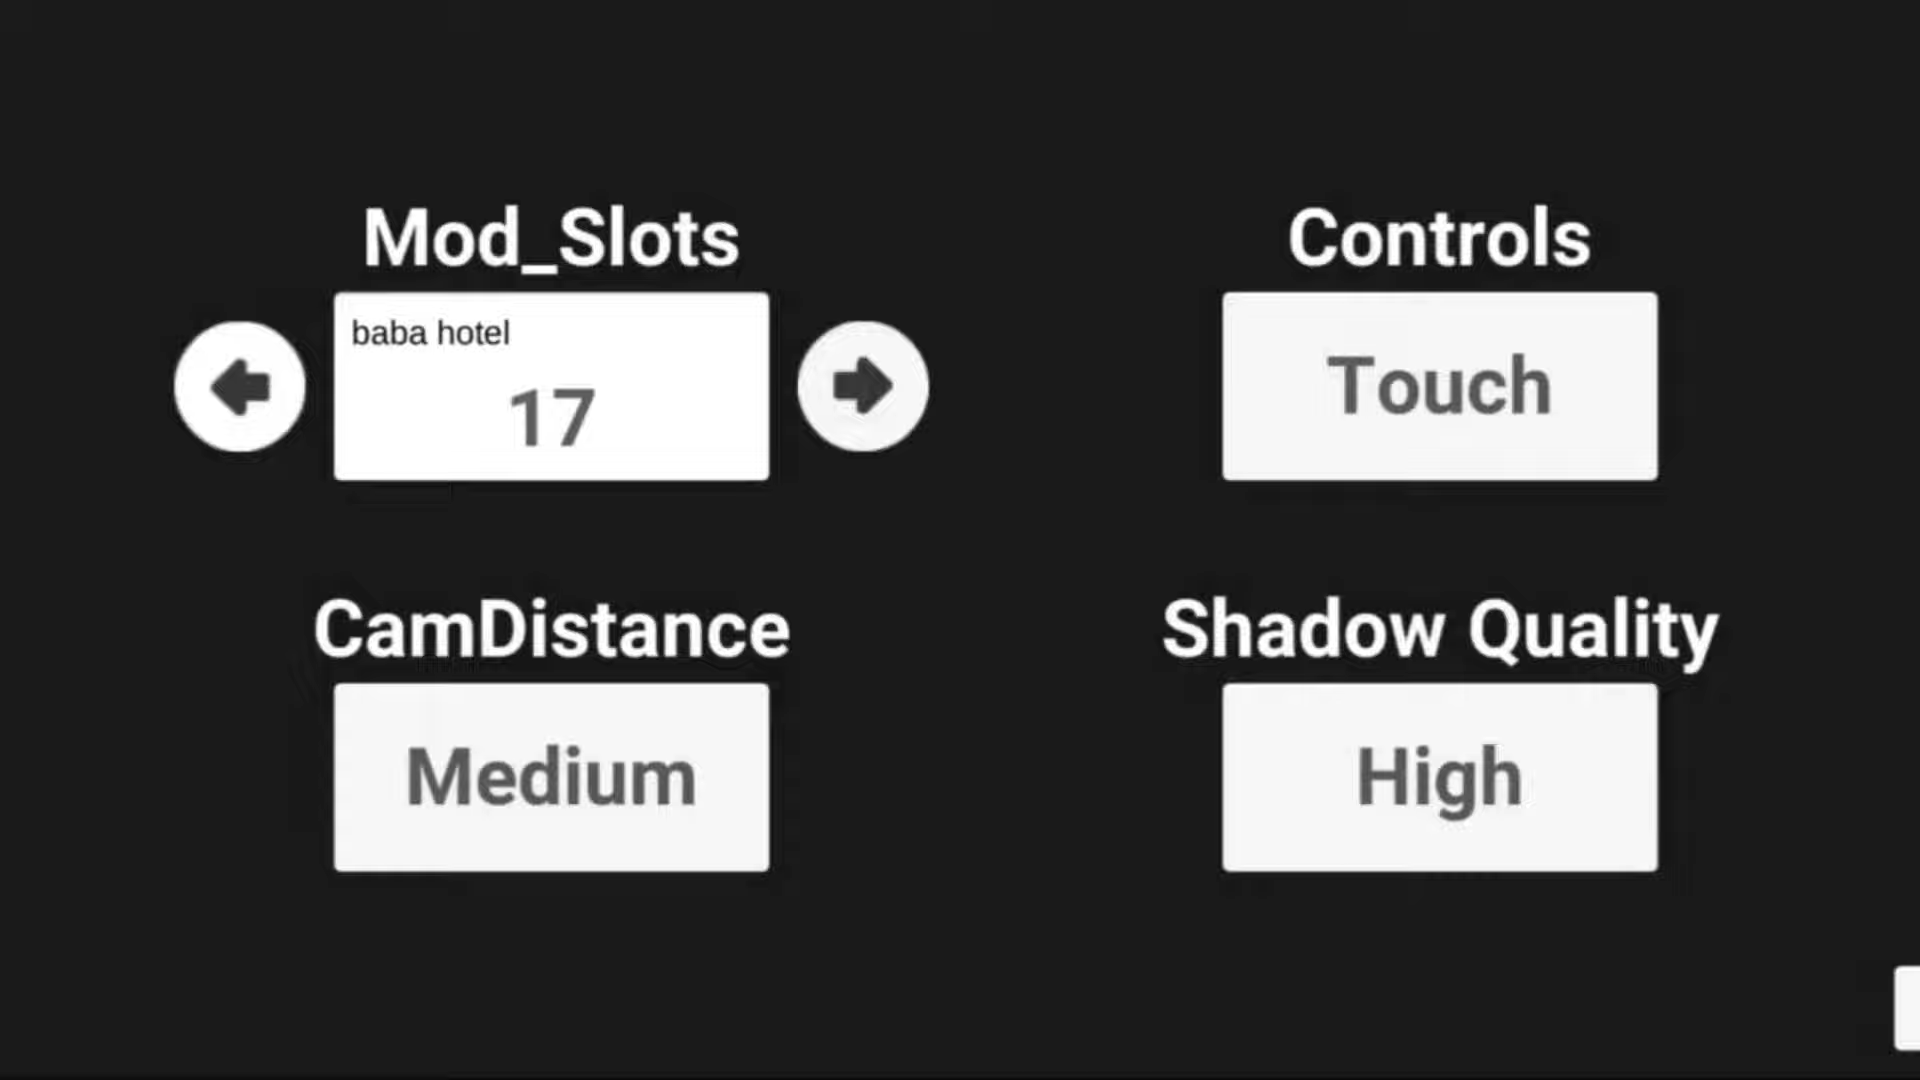 Mod_Slots
baba hotel
17
Controls
Touch
CamDistance
Medium
Shadow Quality
High